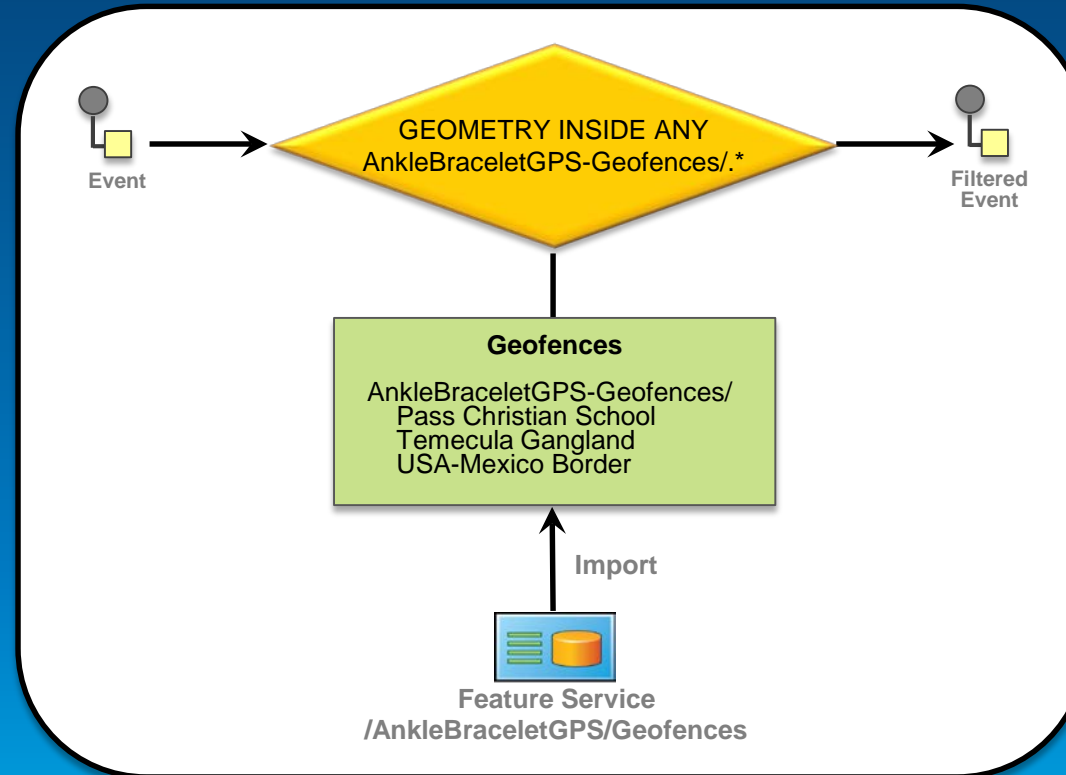 GEOMETRY INSIDE ANY
AnkleBraceletGPS-Geofences/.*
Event
Filtered
Event
Geofences
AnkleBraceletGPS-Geofences/
Pass Christian School
Temecula Gangland
USA-Mexico Border
Import
Feature Service
/AnkleBraceletGPS/Geofences